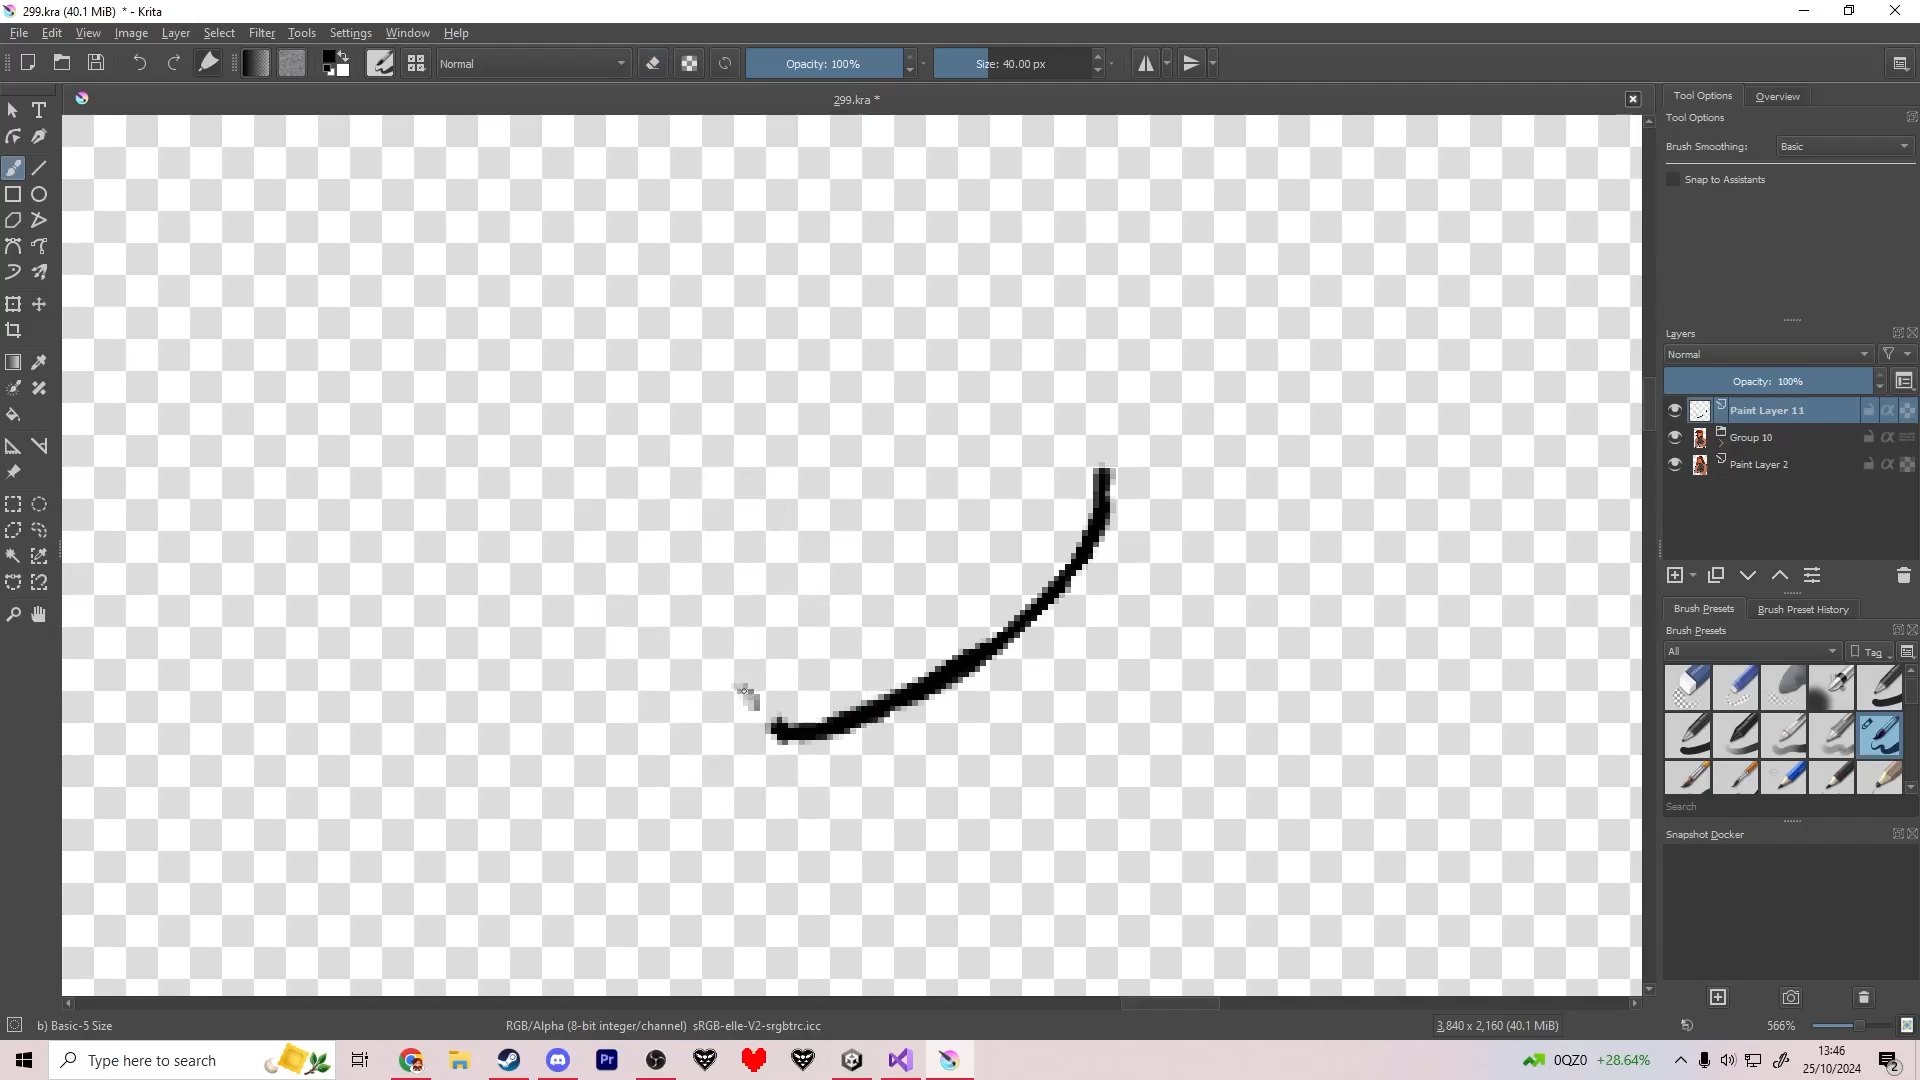 299.kra (40.1 MiB) * - Krita
File Edit View Image Layer Select Filter Tools Settings Window Help
Normal
Opacity: 100%
Size: 40.00 px
299.kra *
Tool Options
Overview
Tool Options
Brush Smoothing:
Basic
Snap to Assistants
Layers
Normal
Opacity: 100%
Paint Layer 11
Group 10
Paint Layer 2
Brush Presets
Brush Preset History
Brush Presets
All
Tag
Search
Snapshot Docker
b) Basic-5 Size
RGB/Alpha (8-bit integer/channel) sRGB-elle-V2-srgbtrc.icc
3,840 x 2,160 (40.1 MiB)
566%
Type here to search
Pr
0QZ0 +28.64%
13:46
25/10/2024
2